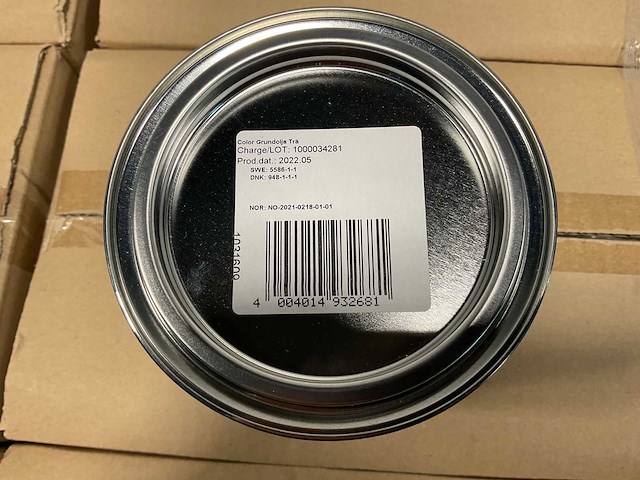 Color Grundolja Trä
Charge/LOT: 1000034281
Prod.dat.: 2022.05
SWE: 5586-1-1
DNK: 948-1-1-1
NOR: NO-2021-0218-01-01
1031609
4 004014 932681